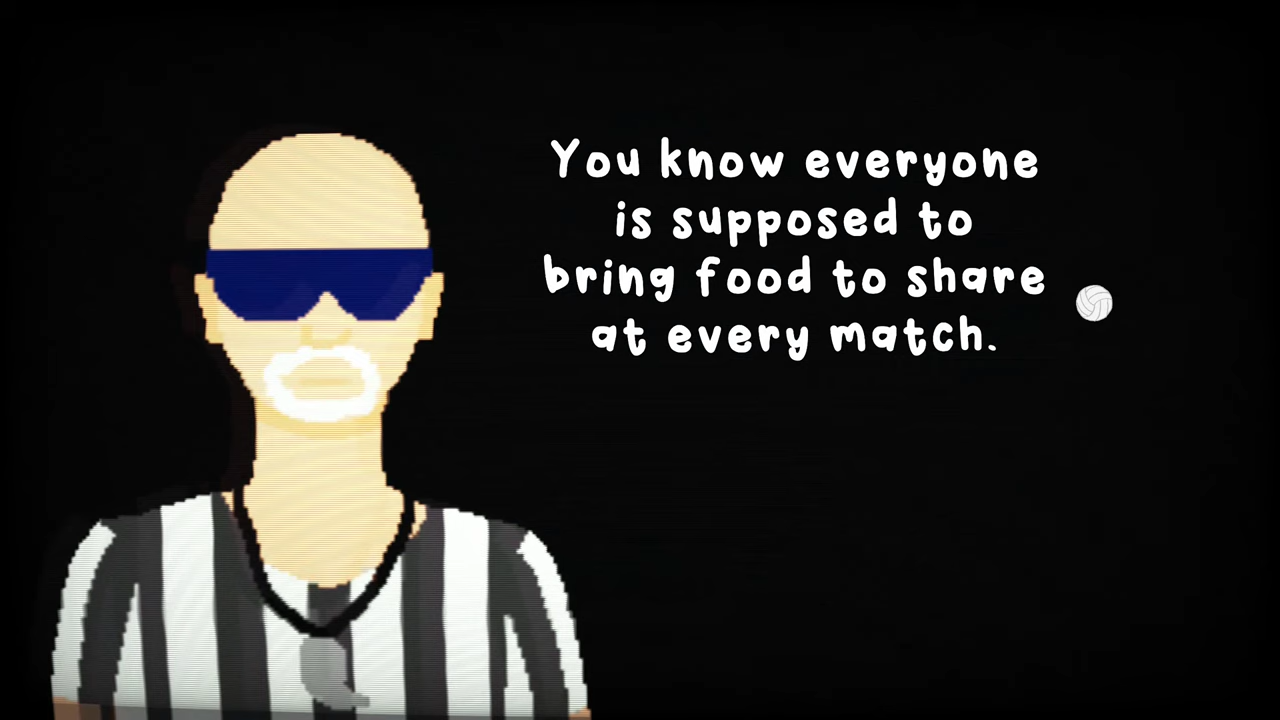 You know everyone
is supposed to
bring food to share
at every match.